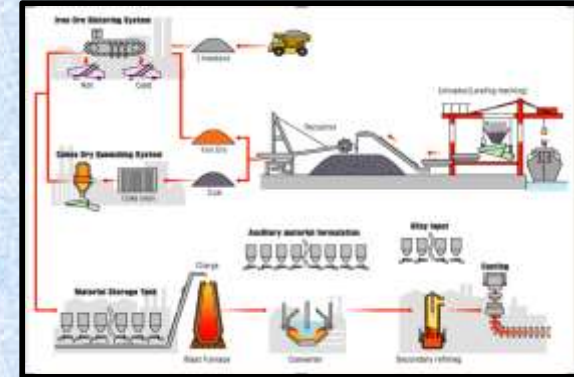 Iron Ore Sintering System
Limestone
Hot
Cold
Unloader(Loading machine)
Reclaimer
Iron Ore
Cokes Dry Quenching System
Coke oven
Coal
Auxiliary material formulation
Alloy input
Charge
Casting
Material Storage Tank
Blast Furnace
Converter
Secondary refining